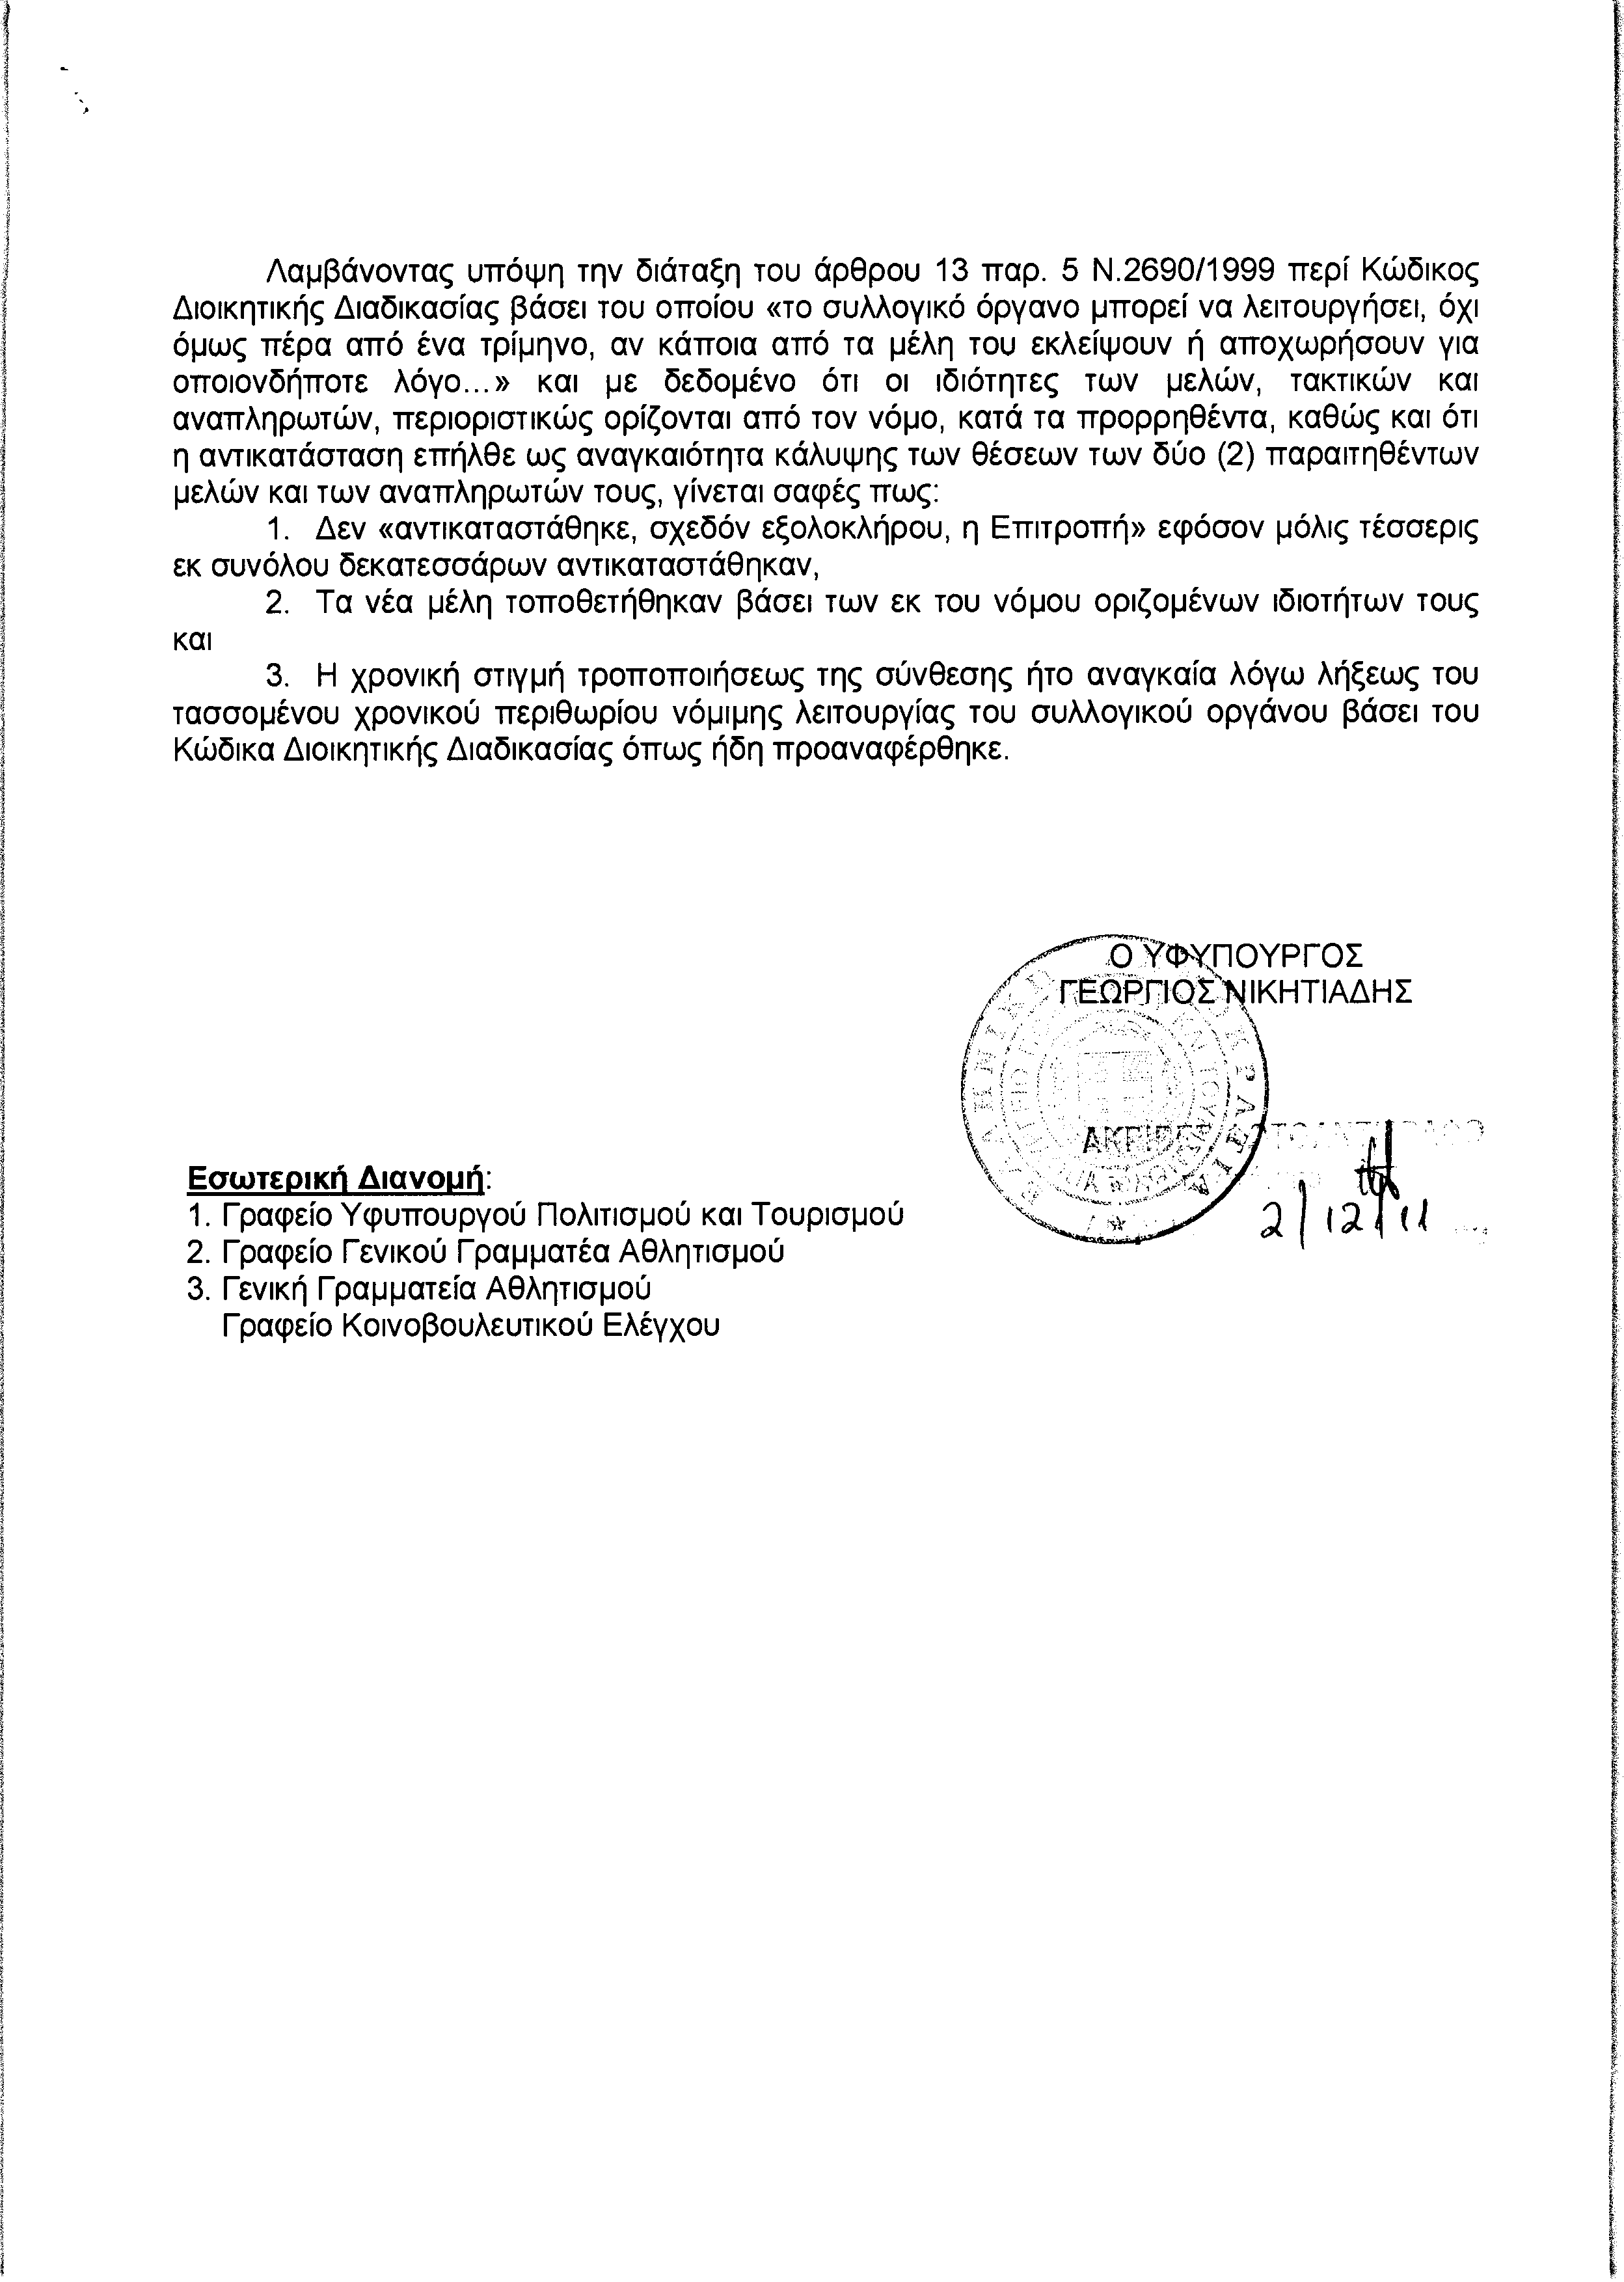 Λαμβάνοντας υπόψη την διάταξη του άρθρου 13 παρ. 5 Ν.2690/1999 περί Κώδικος
Διοικητικής Διαδικασίας βάσει του οποίου «το συλλογικό όργανο μπορεί να λειτουργήσει, όχι
όμως πέρα από ένα τρίμηνο, αν κάποια από τα μέλη του εκλείψουν ή αποχωρήσουν για
οποιονδήποτε λόγο...» και με δεδομένο ότι οι ιδιότητες των μελών, τακτικών και
αναπληρωτών, περιοριστικώς ορίζονται από τον νόμο, κατά τα προρρηθέντα, καθώς και ότι
η αντικατάσταση επήλθε ως αναγκαιότητα κάλυψης των θέσεων των δύο (2) παραιτηθέντων
μελών και των αναπληρωτών τους, γίνεται σαφές πως:
1. Δεν «αντικαταστάθηκε, σχεδόν εξολοκλήρου, η Επιτροπή» εφόσον μόλις τέσσερις
εκ συνόλου δεκατεσσάρων αντικαταστάθηκαν,
2. Τα νέα μέλη τοποθετήθηκαν βάσει των εκ του νόμου οριζομένων ιδιοτήτων τους
και
3. Η χρονική στιγμή τροποποιήσεως της σύνθεσης ήτο αναγκαία λόγω λήξεως του
τασσομένου χρονικού περιθωρίου νόμιμης λειτουργίας του συλλογικού οργάνου βάσει του
Κώδικα Διοικητικής Διαδικασίας όπως ήδη προαναφέρθηκε.
Ο ΥΦΥΠΟΥΡΓΟΣ
ΓΕΩΡΓΙΟΣ ΝΙΚΗΤΙΑΔΗΣ
2/12/11
Εσωτερική Διανομή:
1. Γραφείο Υφυπουργού Πολιτισμού και Τουρισμού
2. Γραφείο Γενικού Γραμματέα Αθλητισμού
3. Γενική Γραμματεία Αθλητισμού
Γραφείο Κοινοβουλευτικού Ελέγχου